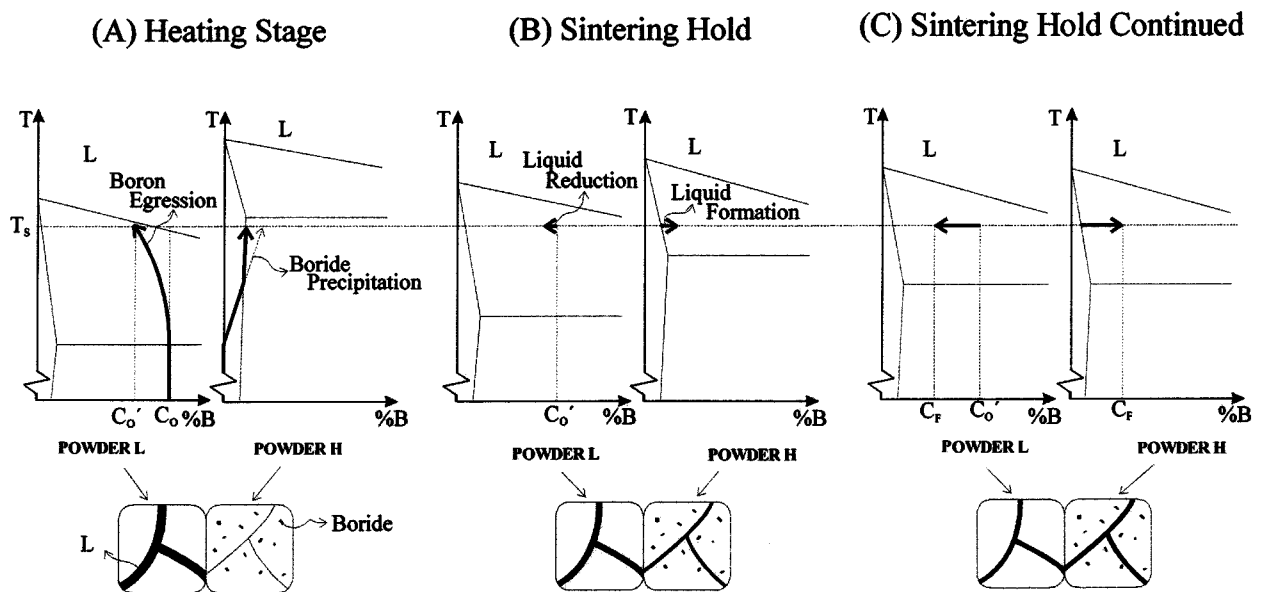 (A) Heating Stage
(B) Sintering Hold
(C) Sintering Hold Continued
T
L
Boron
Egression
Ts
Co′
Co
%B
T
L
Boride
Precipitation
%B
T
L
Liquid
Reduction
Co′
%B
T
L
Liquid
Formation
%B
T
L
CF
Co′
%B
T
L
CF
%B
POWDER L
POWDER H
L
Boride
POWDER L
POWDER H
POWDER L
POWDER H